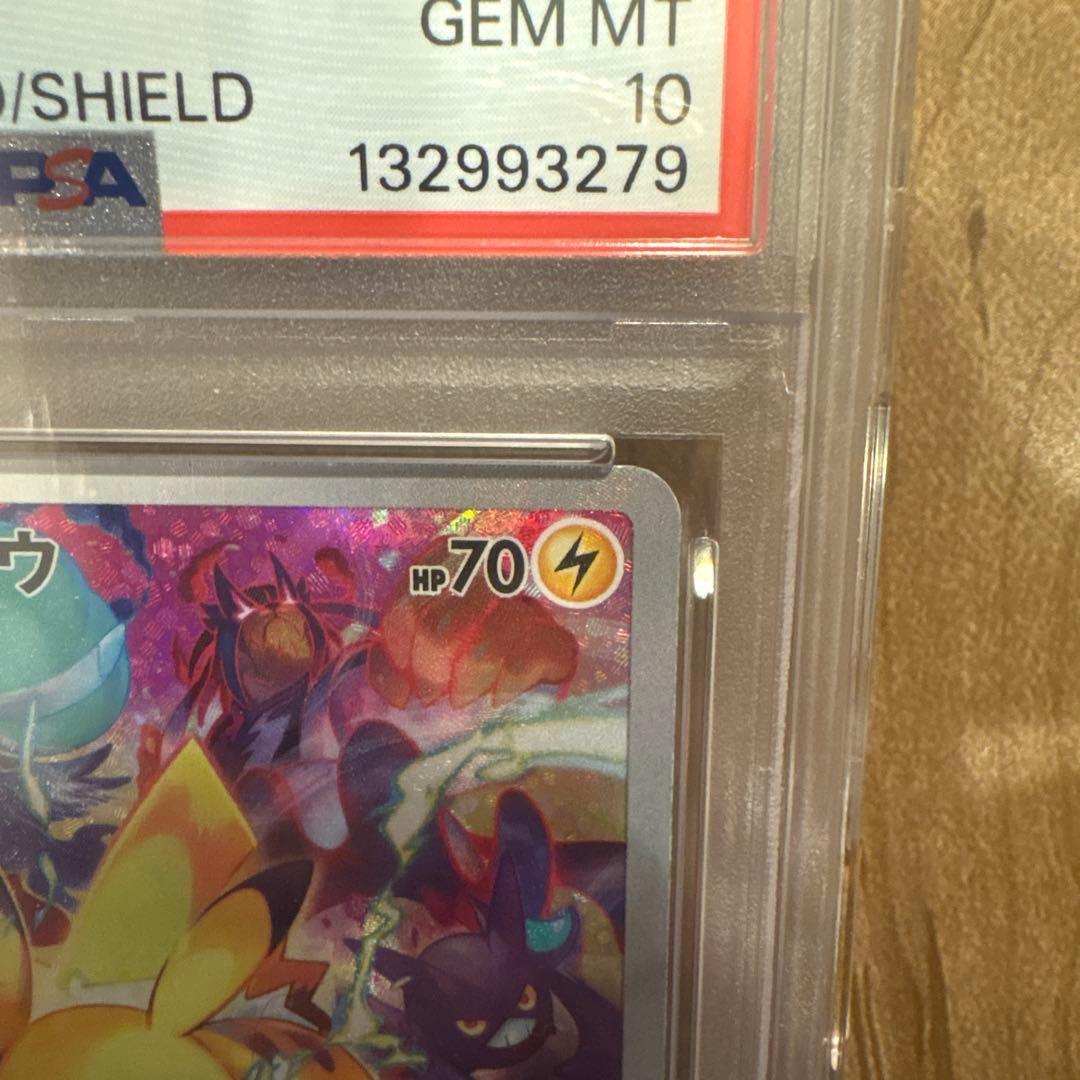 GEM MT
D/SHIELD 10
PSA 132993279
ウ HP70